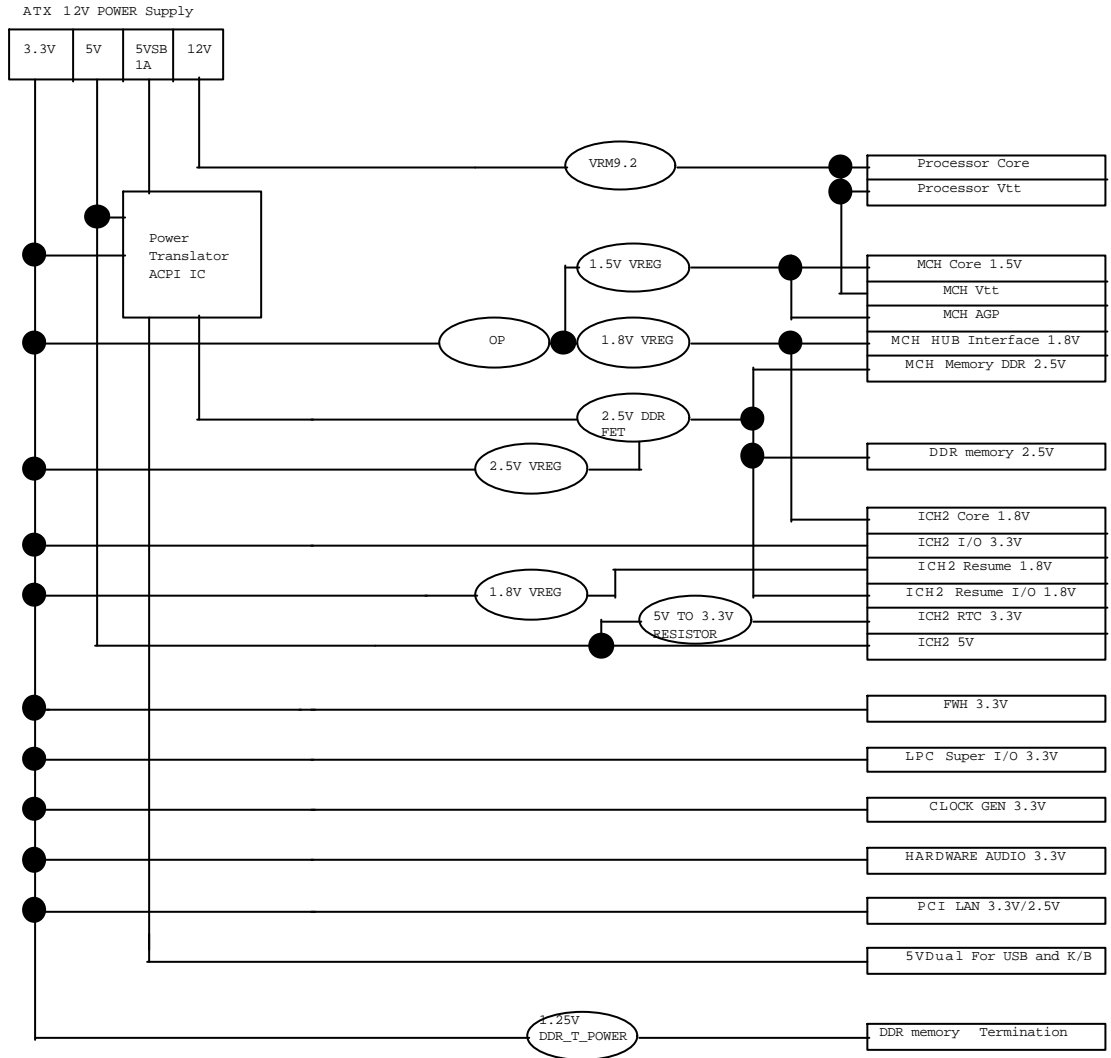 ATX 12V POWER Supply
3.3V
5V
5VSB
1A
12V
VRM9.2
Processor Core
Processor Vtt
Power
Translator
ACPI IC
1.5V VREG
MCH Core 1.5V
MCH Vtt
MCH AGP
OP
1.8V VREG
MCH HUB Interface 1.8V
MCH Memory DDR 2.5V
2.5V DDR
FET
2.5V VREG
DDR memory 2.5V
ICH2 Core 1.8V
ICH2 I/O 3.3V
ICH2 Resume 1.8V
1.8V VREG
ICH2 Resume I/O 1.8V
5V TO 3.3V
RESISTOR
ICH2 RTC 3.3V
ICH2 5V
FWH 3.3V
LPC Super I/O 3.3V
CLOCK GEN 3.3V
HARDWARE AUDIO 3.3V
PCI LAN 3.3V/2.5V
5VDual For USB and K/B
1.25V
DDR_T_POWER
DDR memory Termination